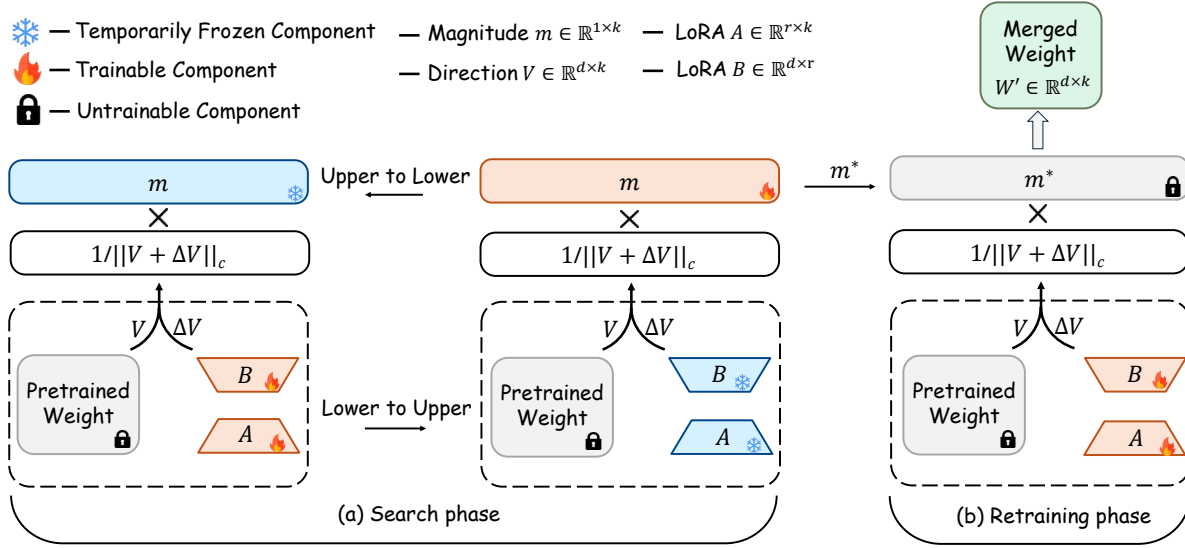 — Temporarily Frozen Component
— Trainable Component
— Untrainable Component
— Magnitude m ∈ ℝ^{1×k}
— Direction V ∈ ℝ^{d×k}
— LoRA A ∈ ℝ^{r×k}
— LoRA B ∈ ℝ^{d×r}
Merged
Weight
W′ ∈ ℝ^{d×k}
m
Upper to Lower
m
m*
m*
×
×
×
1/||V + ΔV||_c
1/||V + ΔV||_c
1/||V + ΔV||_c
V
ΔV
V
ΔV
V
ΔV
Pretrained
Weight
B
A
Lower to Upper
Pretrained
Weight
B
A
Pretrained
Weight
B
A
(a) Search phase
(b) Retraining phase